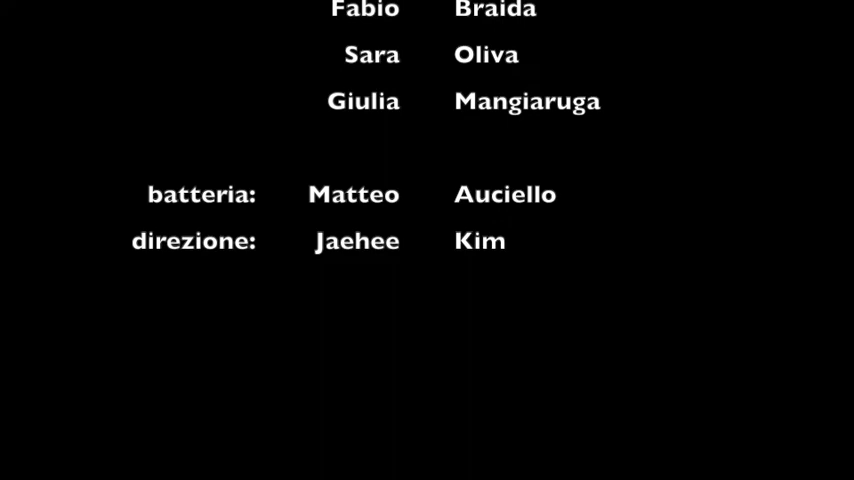 Fabio Braida
Sara Oliva
Giulia Mangiaruga
batteria: Matteo Auciello
direzione: Jaehee Kim